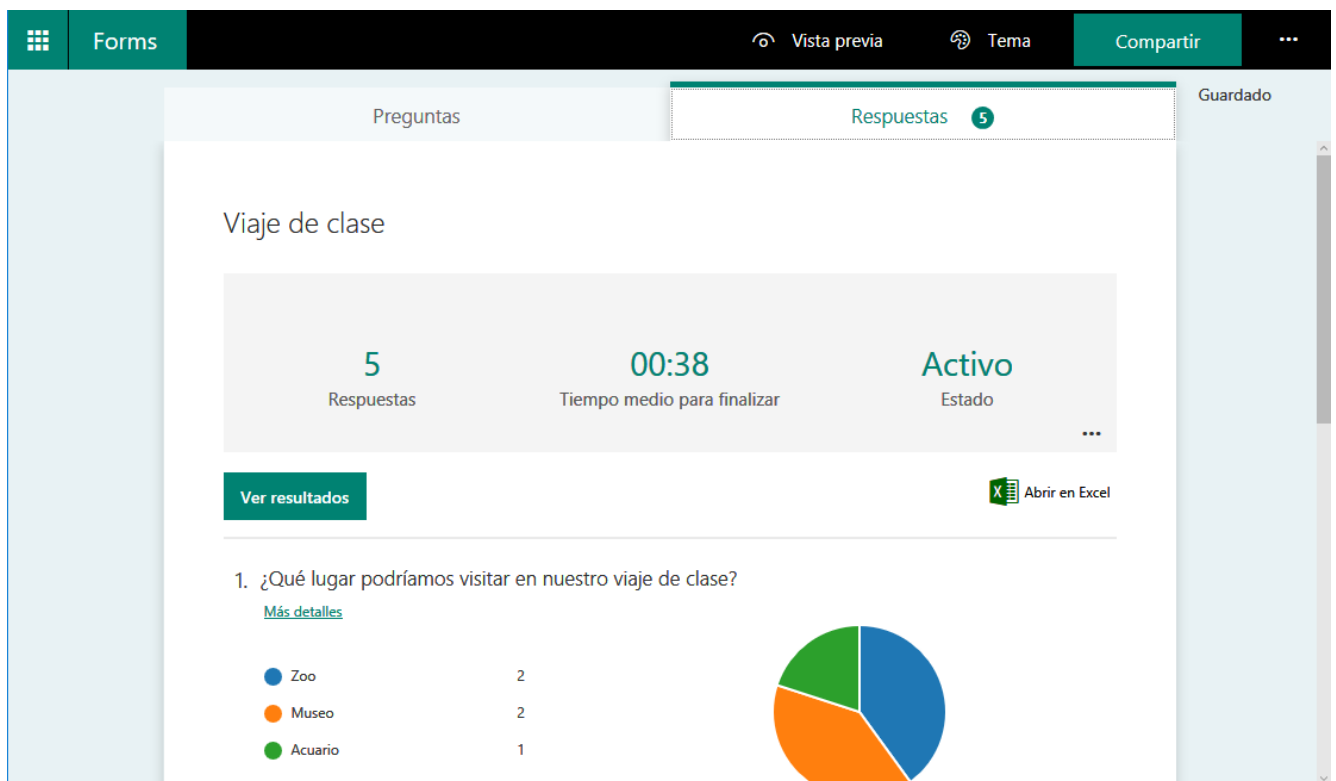 Forms
Vista previa
Tema
Compartir
Guardado
Preguntas
Respuestas 5
Viaje de clase
5
Respuestas
00:38
Tiempo medio para finalizar
Activo
Estado
Ver resultados
Abrir en Excel
1. ¿Qué lugar podríamos visitar en nuestro viaje de clase?
Más detalles
Zoo 2
Museo 2
Acuario 1